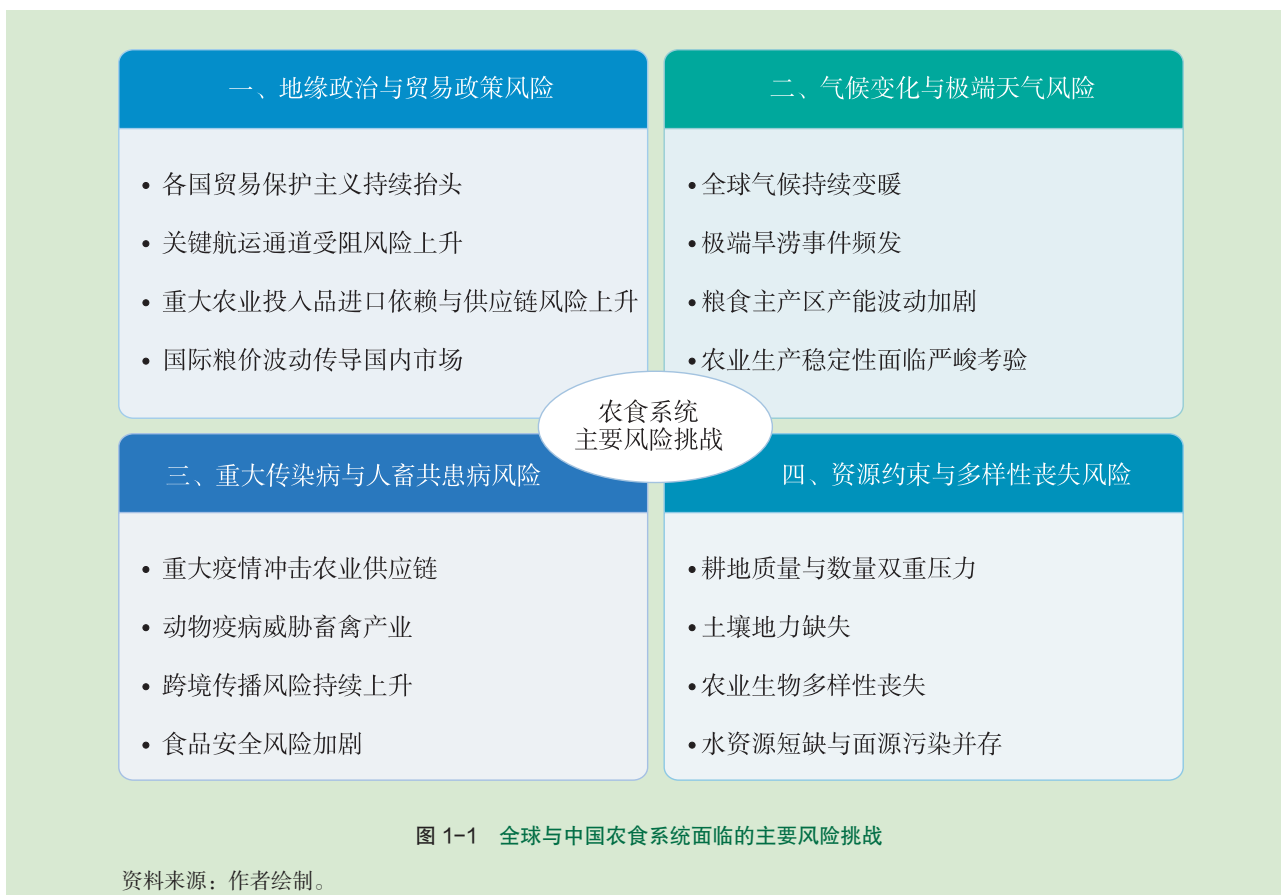 一、地缘政治与贸易政策风险
• 各国贸易保护主义持续抬头
• 关键航运通道受阻风险上升
• 重大农业投入品进口依赖与供应链风险上升
• 国际粮价波动传导国内市场
二、气候变化与极端天气风险
• 全球气候持续变暖
• 极端旱涝事件频发
• 粮食主产区产能波动加剧
• 农业生产稳定性面临严峻考验
农食系统
主要风险挑战
三、重大传染病与人畜共患病风险
• 重大疫情冲击农业供应链
• 动物疫病威胁畜禽产业
• 跨境传播风险持续上升
• 食品安全风险加剧
四、资源约束与多样性丧失风险
• 耕地质量与数量双重压力
• 土壤地力缺失
• 农业生物多样性丧失
• 水资源短缺与面源污染并存
图 1-1 全球与中国农食系统面临的主要风险挑战
资料来源：作者绘制。